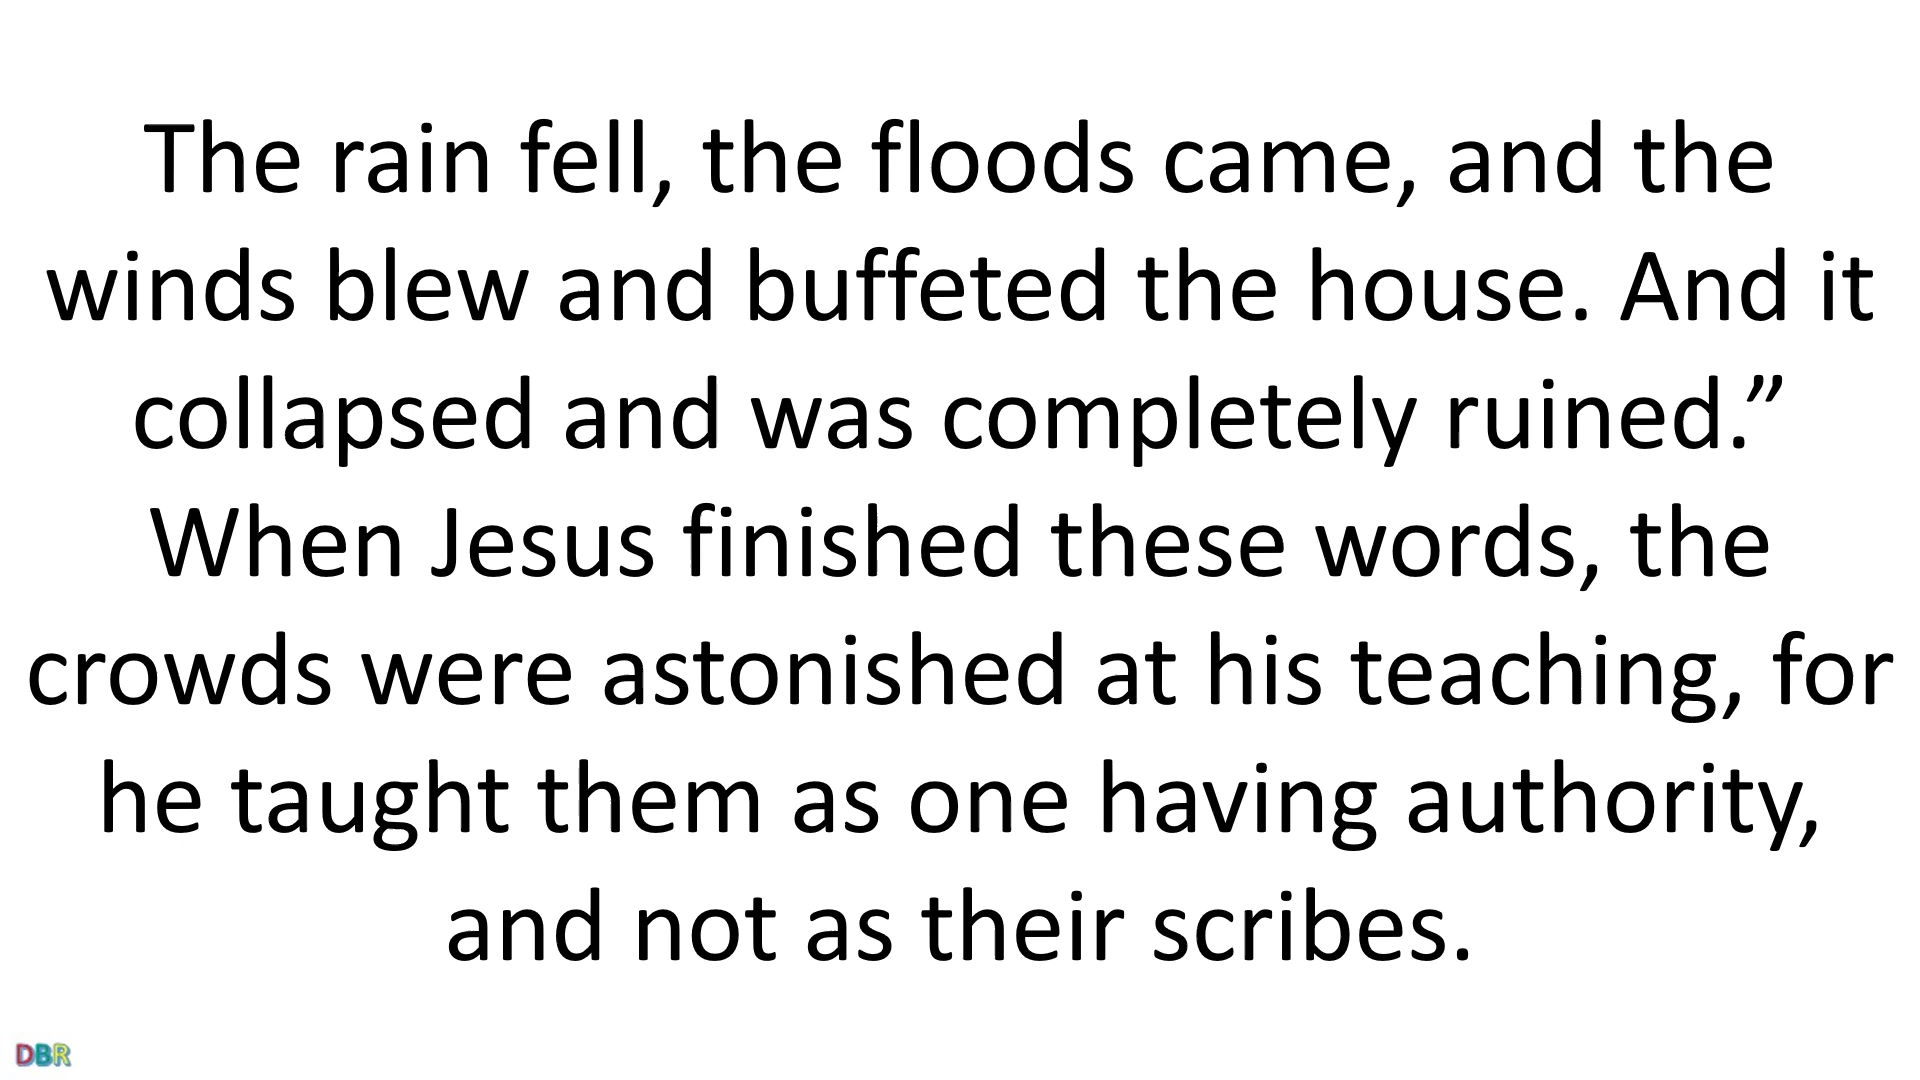 The rain fell, the floods came, and the
winds blew and buffeted the house. And it
collapsed and was completely ruined.”
When Jesus finished these words, the
crowds were astonished at his teaching, for
he taught them as one having authority,
and not as their scribes.
DBR